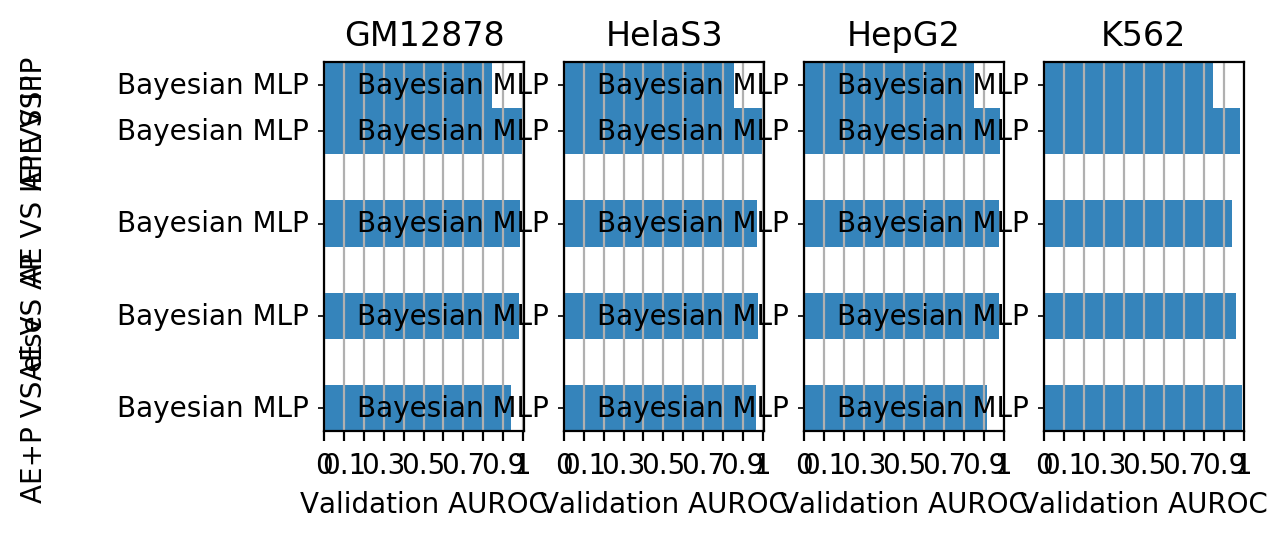 GM12878 HelaS3 HepG2 K562
Bayesian MLP Bayesian MLP Bayesian MLP Bayesian MLP
Bayesian MLP Bayesian MLP Bayesian MLP Bayesian MLP
Bayesian MLP Bayesian MLP Bayesian MLP Bayesian MLP
Bayesian MLP Bayesian MLP Bayesian MLP Bayesian MLP
Bayesian MLP Bayesian MLP Bayesian MLP Bayesian MLP
0 0.1 0.3 0.5 0.7 0.9 1 0 0.1 0.3 0.5 0.7 0.9 1 0 0.1 0.3 0.5 0.7 0.9 1 0 0.1 0.3 0.5 0.7 0.9 1
Validation AUROC Validation AUROC Validation AUROC Validation AUROC
AE+P VS else
AE VS AP
AE VS IE